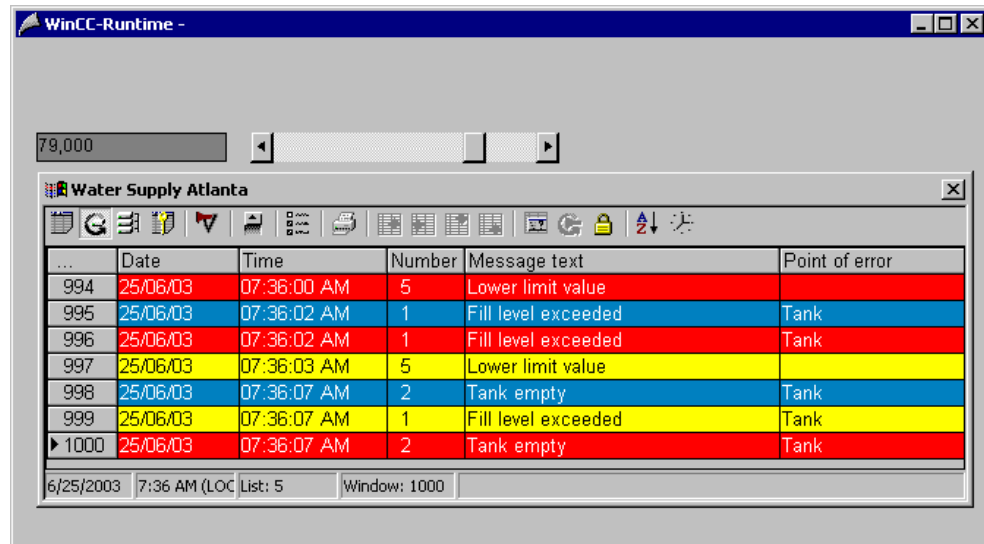 WinCC-Runtime -
79,000
Water Supply Atlanta
... Date Time Number Message text Point of error
994 25/06/03 07:36:00 AM 5 Lower limit value
995 25/06/03 07:36:02 AM 1 Fill level exceeded Tank
996 25/06/03 07:36:02 AM 1 Fill level exceeded Tank
997 25/06/03 07:36:03 AM 5 Lower limit value
998 25/06/03 07:36:07 AM 2 Tank empty Tank
999 25/06/03 07:36:07 AM 1 Fill level exceeded Tank
1000 25/06/03 07:36:07 AM 2 Tank empty Tank
6/25/2003 7:36 AM (LOC List: 5 Window: 1000